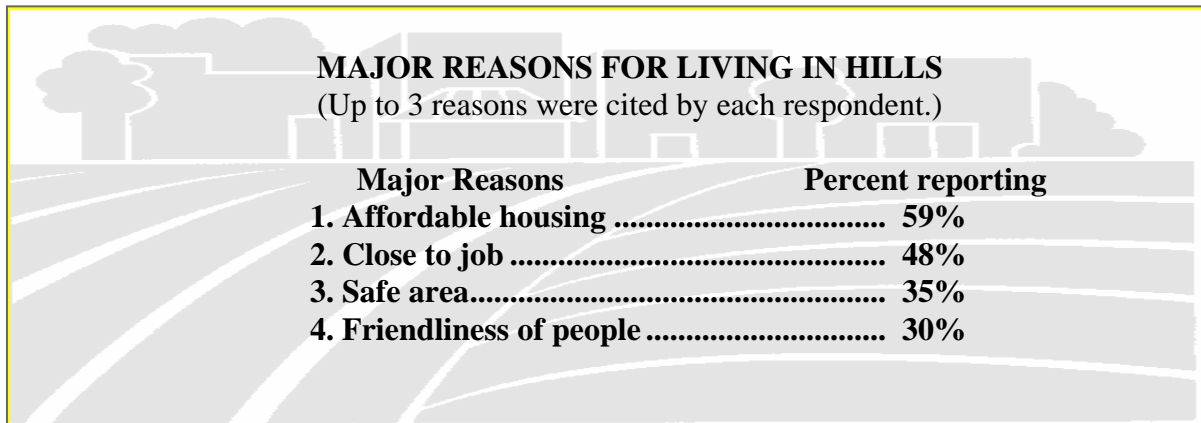 MAJOR REASONS FOR LIVING IN HILLS
(Up to 3 reasons were cited by each respondent.)
Major Reasons Percent reporting
1. Affordable housing .................................. 59%
2. Close to job ............................................... 48%
3. Safe area.................................................... 35%
4. Friendliness of people .............................. 30%